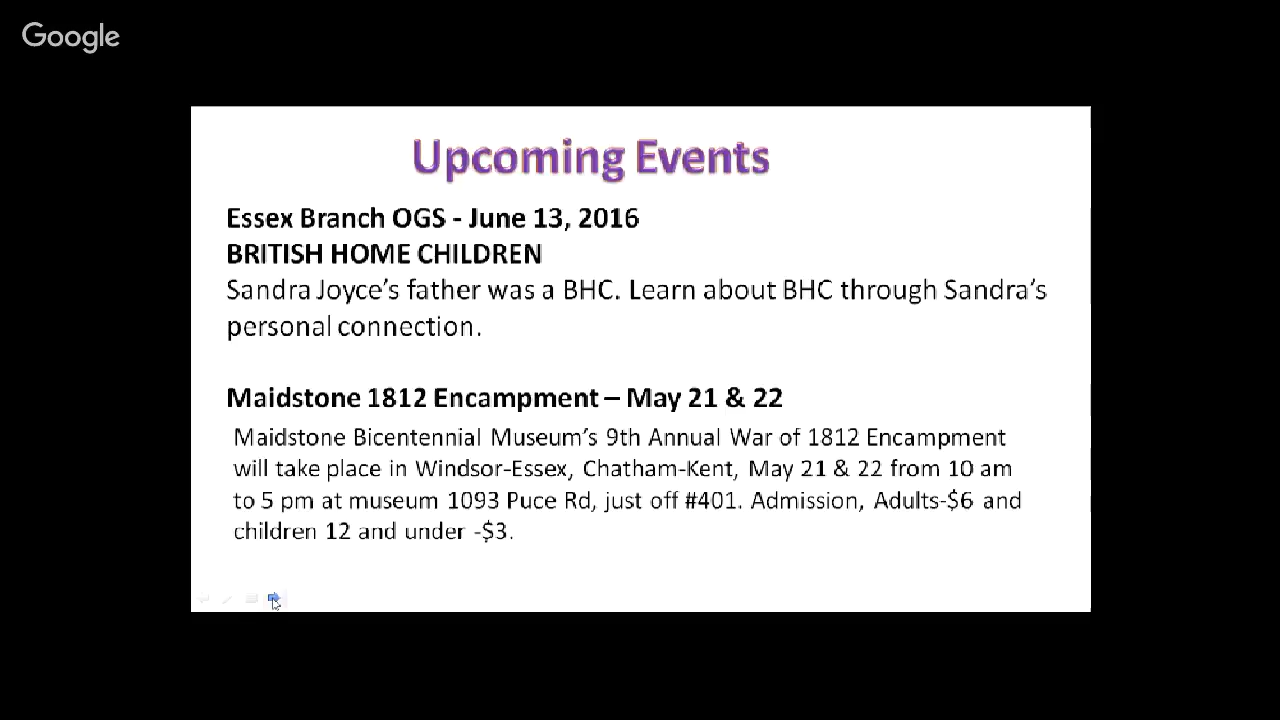 Google
Upcoming Events
Essex Branch OGS - June 13, 2016
BRITISH HOME CHILDREN
Sandra Joyce’s father was a BHC. Learn about BHC through Sandra’s
personal connection.
Maidstone 1812 Encampment – May 21 & 22
Maidstone Bicentennial Museum’s 9th Annual War of 1812 Encampment
will take place in Windsor-Essex, Chatham-Kent, May 21 & 22 from 10 am
to 5 pm at museum 1093 Puce Rd, just off #401. Admission, Adults-$6 and
children 12 and under -$3.